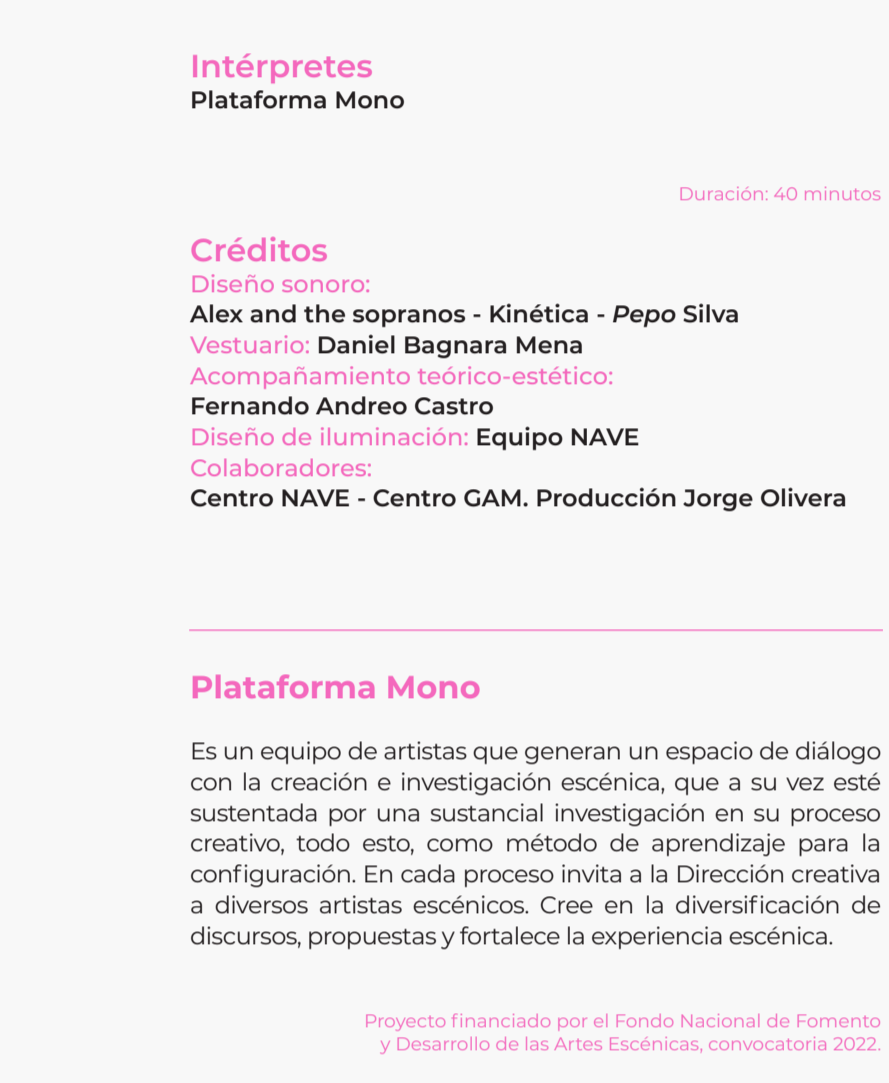 Intérpretes
Plataforma Mono
Duración: 40 minutos
Créditos
Diseño sonoro:
Alex and the sopranos - Kinética - Pepo Silva
Vestuario: Daniel Bagnara Mena
Acompañamiento teórico-estético:
Fernando Andreo Castro
Diseño de iluminación: Equipo NAVE
Colaboradores:
Centro NAVE - Centro GAM. Producción Jorge Olivera
Plataforma Mono
Es un equipo de artistas que generan un espacio de diálogo
con la creación e investigación escénica, que a su vez esté
sustentada por una sustancial investigación en su proceso
creativo, todo esto, como método de aprendizaje para la
configuración. En cada proceso invita a la Dirección creativa
a diversos artistas escénicos. Cree en la diversificación de
discursos, propuestas y fortalece la experiencia escénica.
Proyecto financiado por el Fondo Nacional de Fomento
y Desarrollo de las Artes Escénicas, convocatoria 2022.